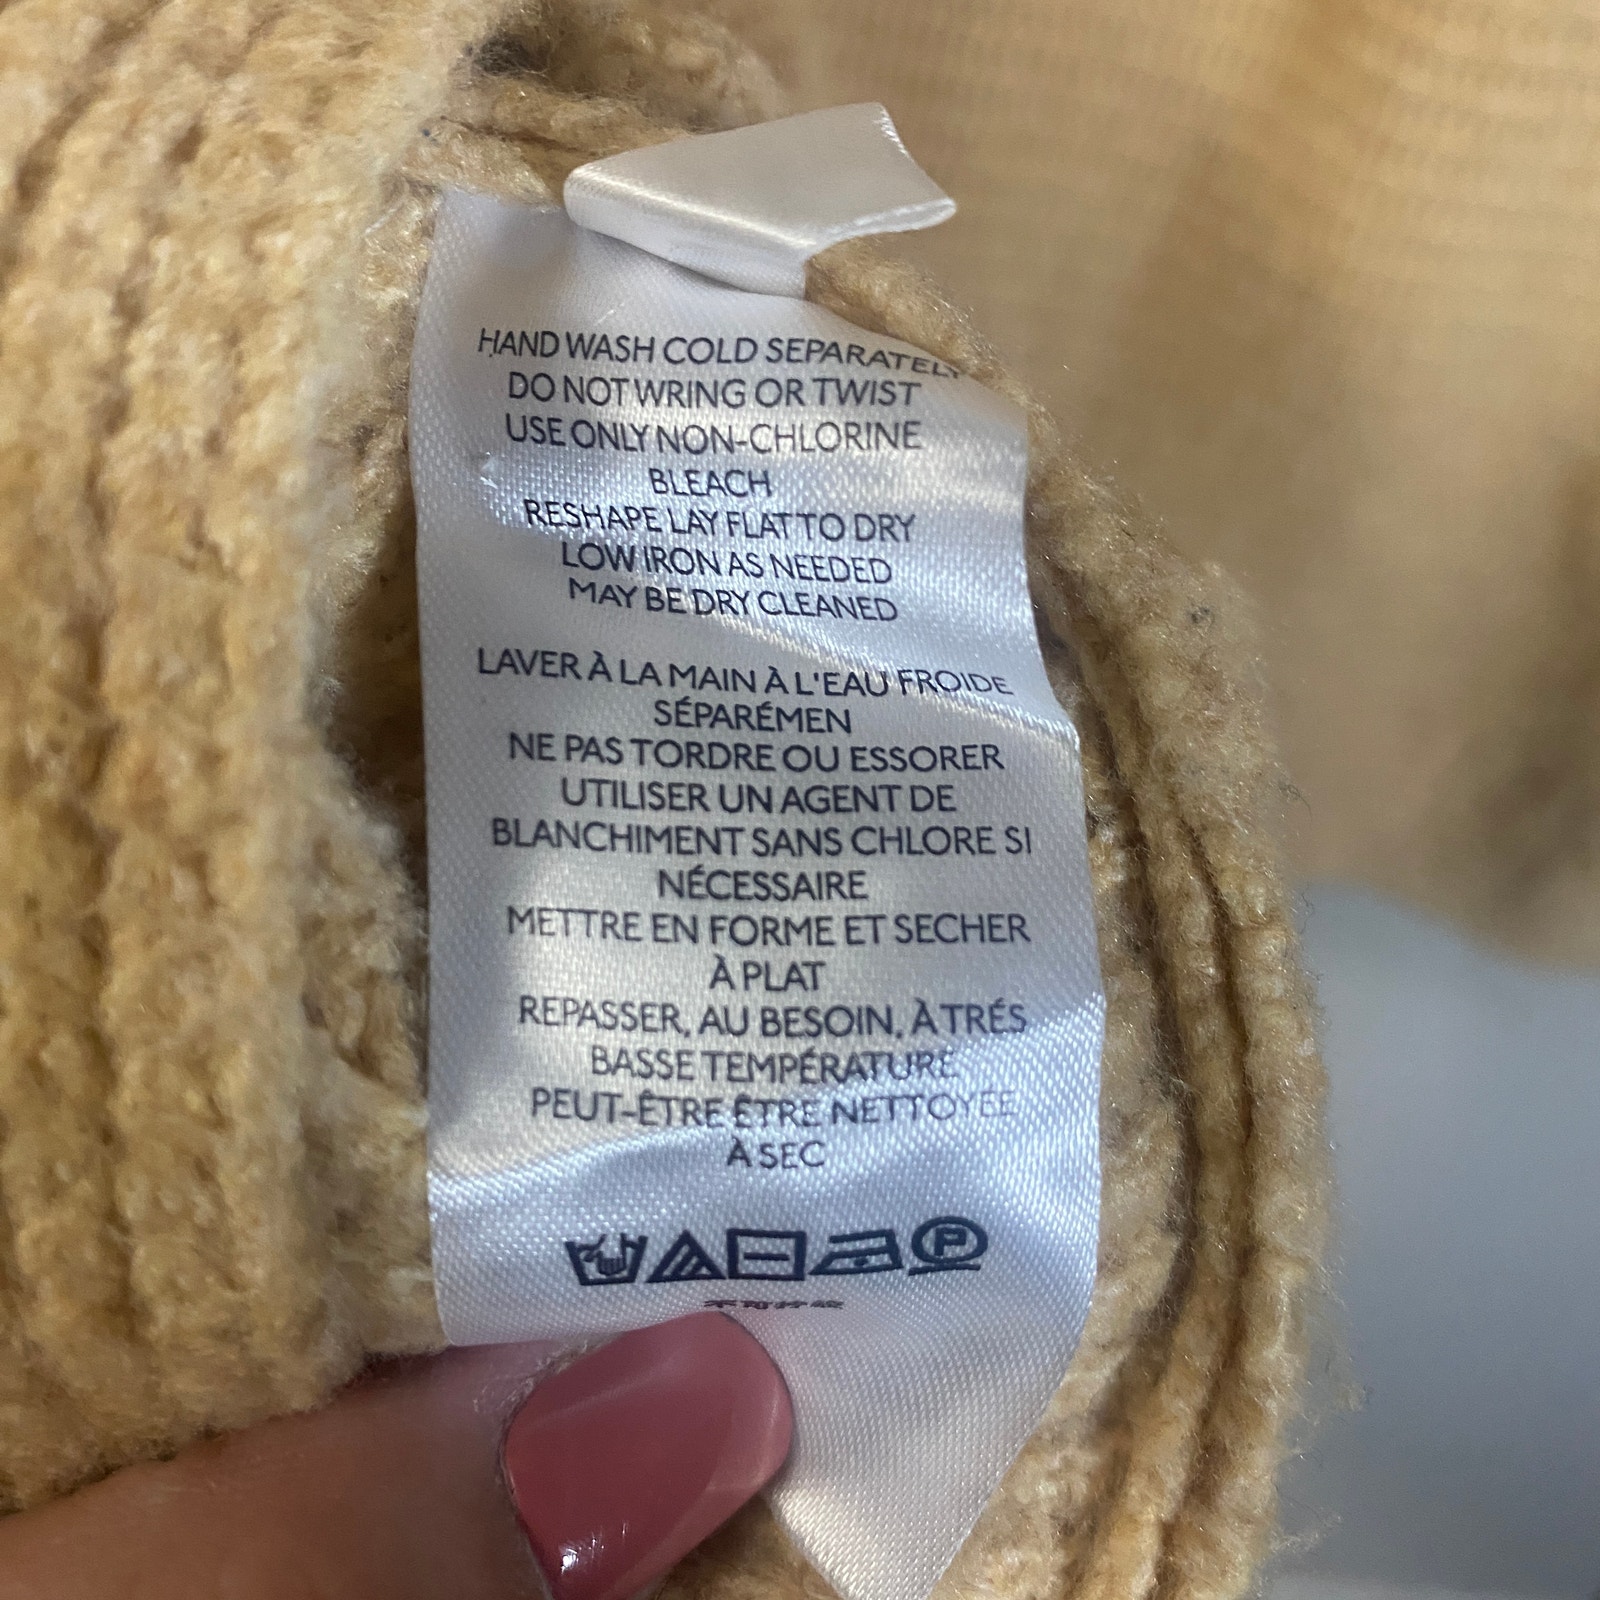 HAND WASH COLD SEPARATELY
DO NOT WRING OR TWIST
USE ONLY NON-CHLORINE
BLEACH
RESHAPE LAY FLAT TO DRY
LOW IRON AS NEEDED
MAY BE DRY CLEANED
LAVER À LA MAIN À L'EAU FROIDE
SÉPARÉMEN
NE PAS TORDRE OU ESSORER
UTILISER UN AGENT DE
BLANCHIMENT SANS CHLORE SI
NÉCESSAIRE
METTRE EN FORME ET SECHER
À PLAT
REPASSER, AU BESOIN, À TRÉS
BASSE TEMPÉRATURE
PEUT-ÊTRE ÊTRE NETTOYÉE
À SEC
P